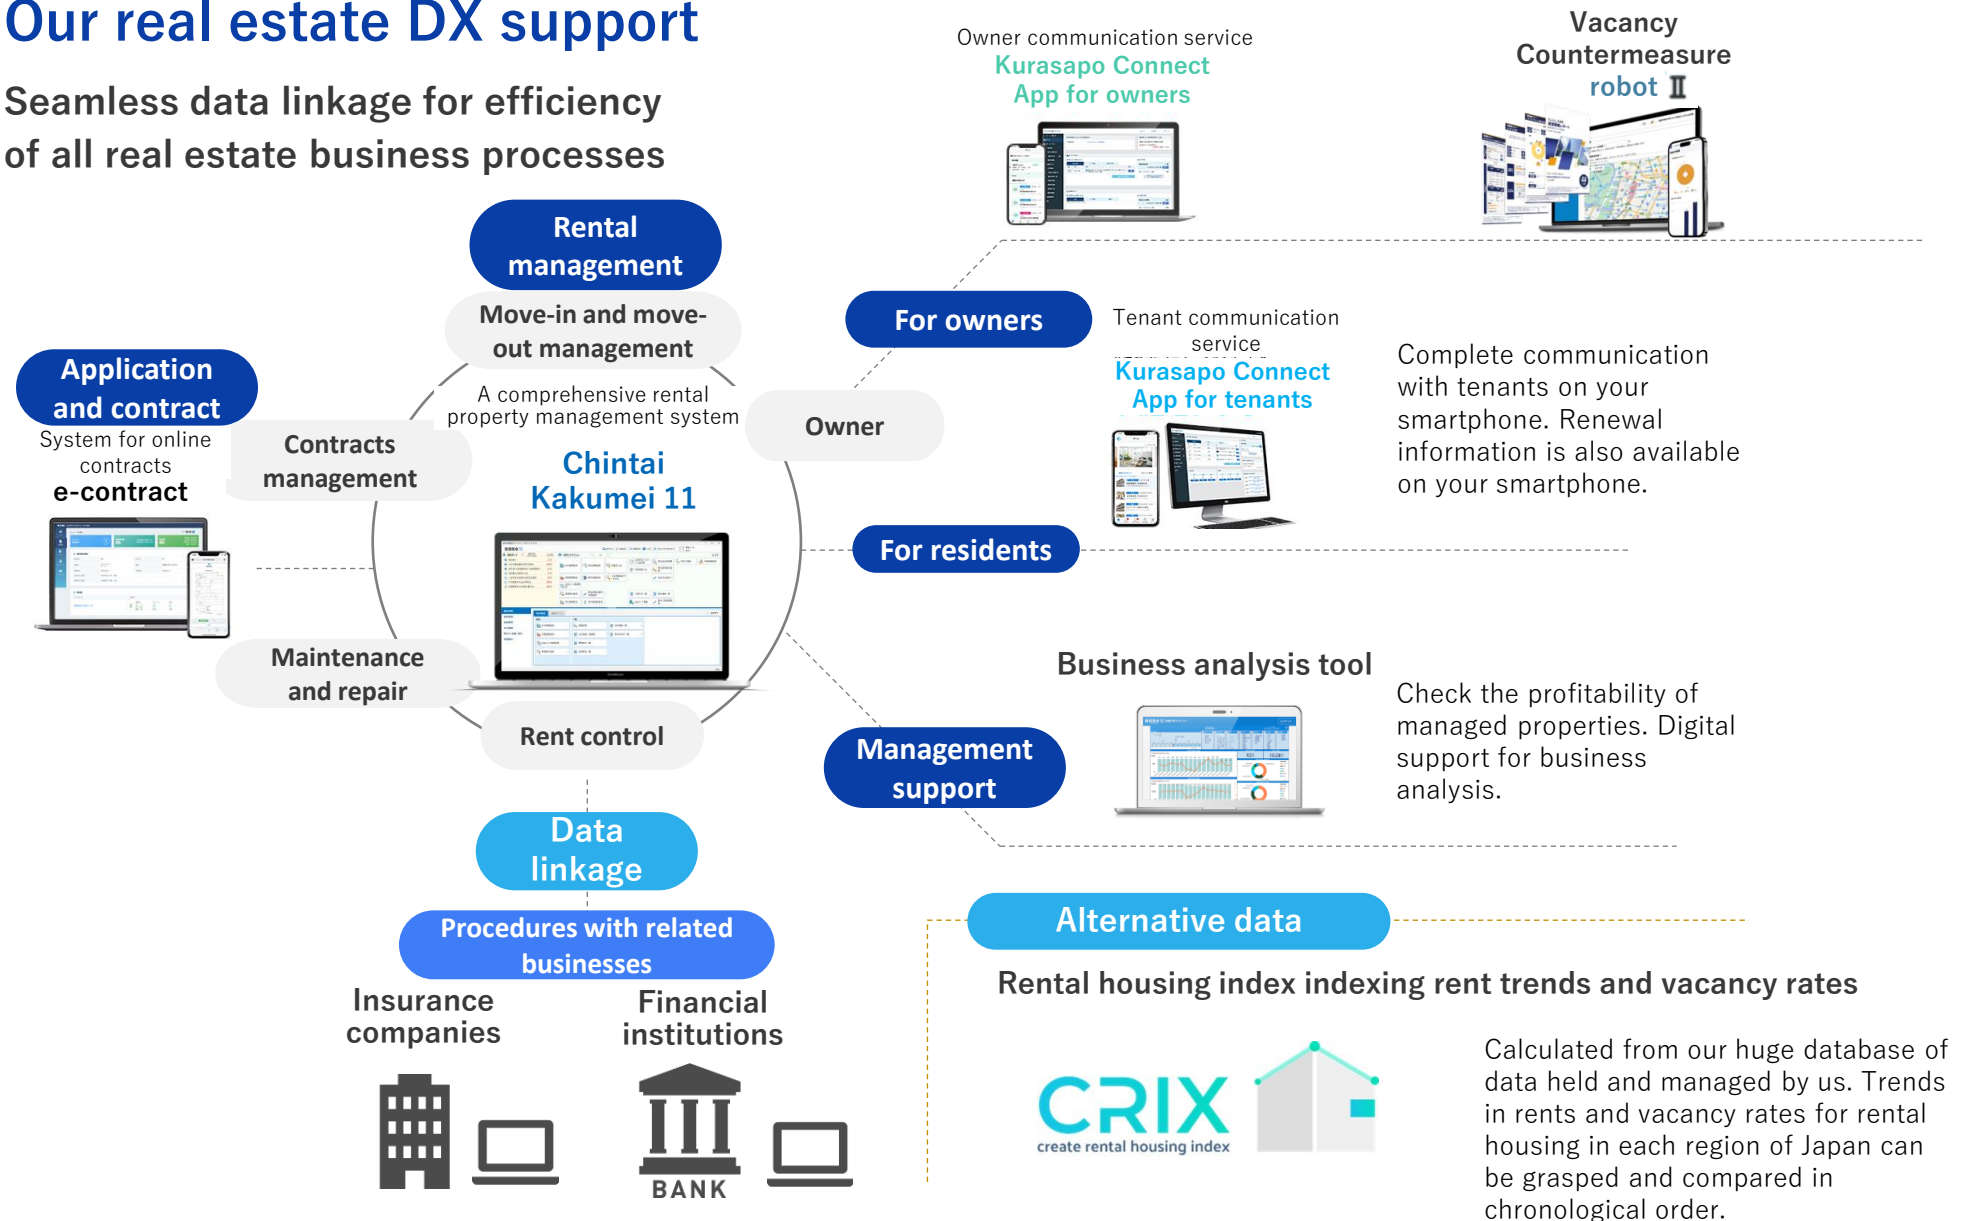 Our real estate DX support
Seamless data linkage for efficiency
of all real estate business processes
Owner communication service
Kurasapo Connect
App for owners
Vacancy
Countermeasure
robot Ⅱ
Rental
management
Move-in and move-
out management
For owners
Tenant communication
service
Kurasapo Connect
App for tenants
Complete communication
with tenants on your
smartphone. Renewal
information is also available
on your smartphone.
Application
and contract
System for online
contracts
e-contract
Contracts
management
A comprehensive rental
property management system
Chintai
Kakumei 11
Owner
For residents
Maintenance
and repair
Rent control
Business analysis tool
Check the profitability of
managed properties. Digital
support for business
analysis.
Management
support
Data
linkage
Procedures with related
businesses
Insurance
companies
Financial
institutions
BANK
Alternative data
Rental housing index indexing rent trends and vacancy rates
CRIX
create rental housing index
Calculated from our huge database of
data held and managed by us. Trends
in rents and vacancy rates for rental
housing in each region of Japan can
be grasped and compared in
chronological order.